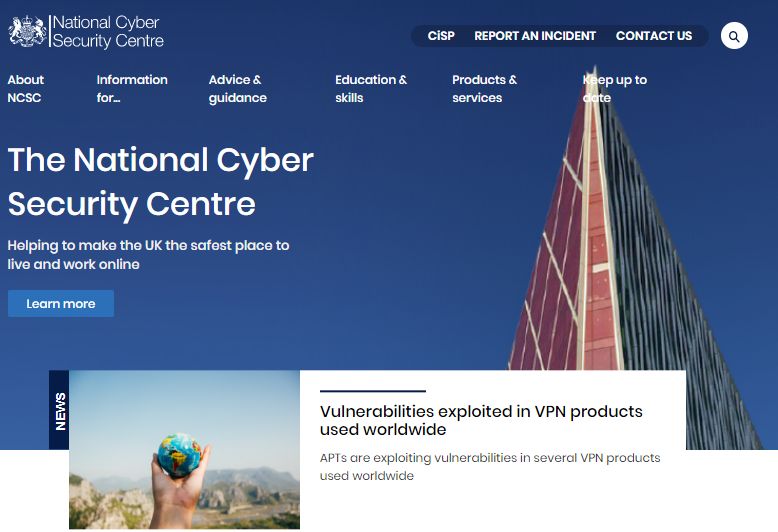 National Cyber
Security Centre
CiSP REPORT AN INCIDENT CONTACT US
About
NCSC
Information
for...
Advice &
guidance
Education &
skills
Products &
services
Keep up to
date
The National Cyber
Security Centre
Helping to make the UK the safest place to
live and work online
Learn more
NEWS
Vulnerabilities exploited in VPN products
used worldwide
APTs are exploiting vulnerabilities in several VPN products
used worldwide